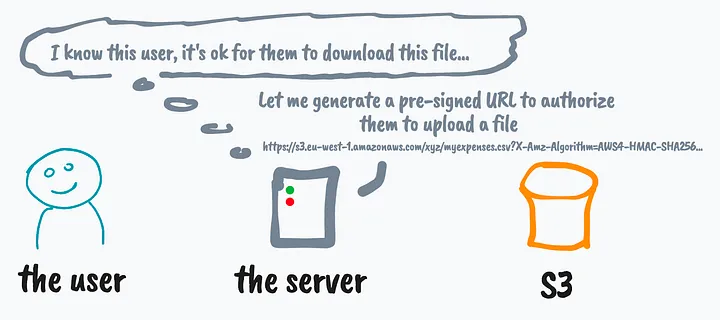 I know this user, it's ok for them to download this file...
Let me generate a pre-signed URL to authorize
them to upload a file
https://s3.eu-west-1.amazonaws.com/xyz/myexpenses.csv?X-Amz-Algorithm=AWS4-HMAC-SHA256...
the user
the server
S3